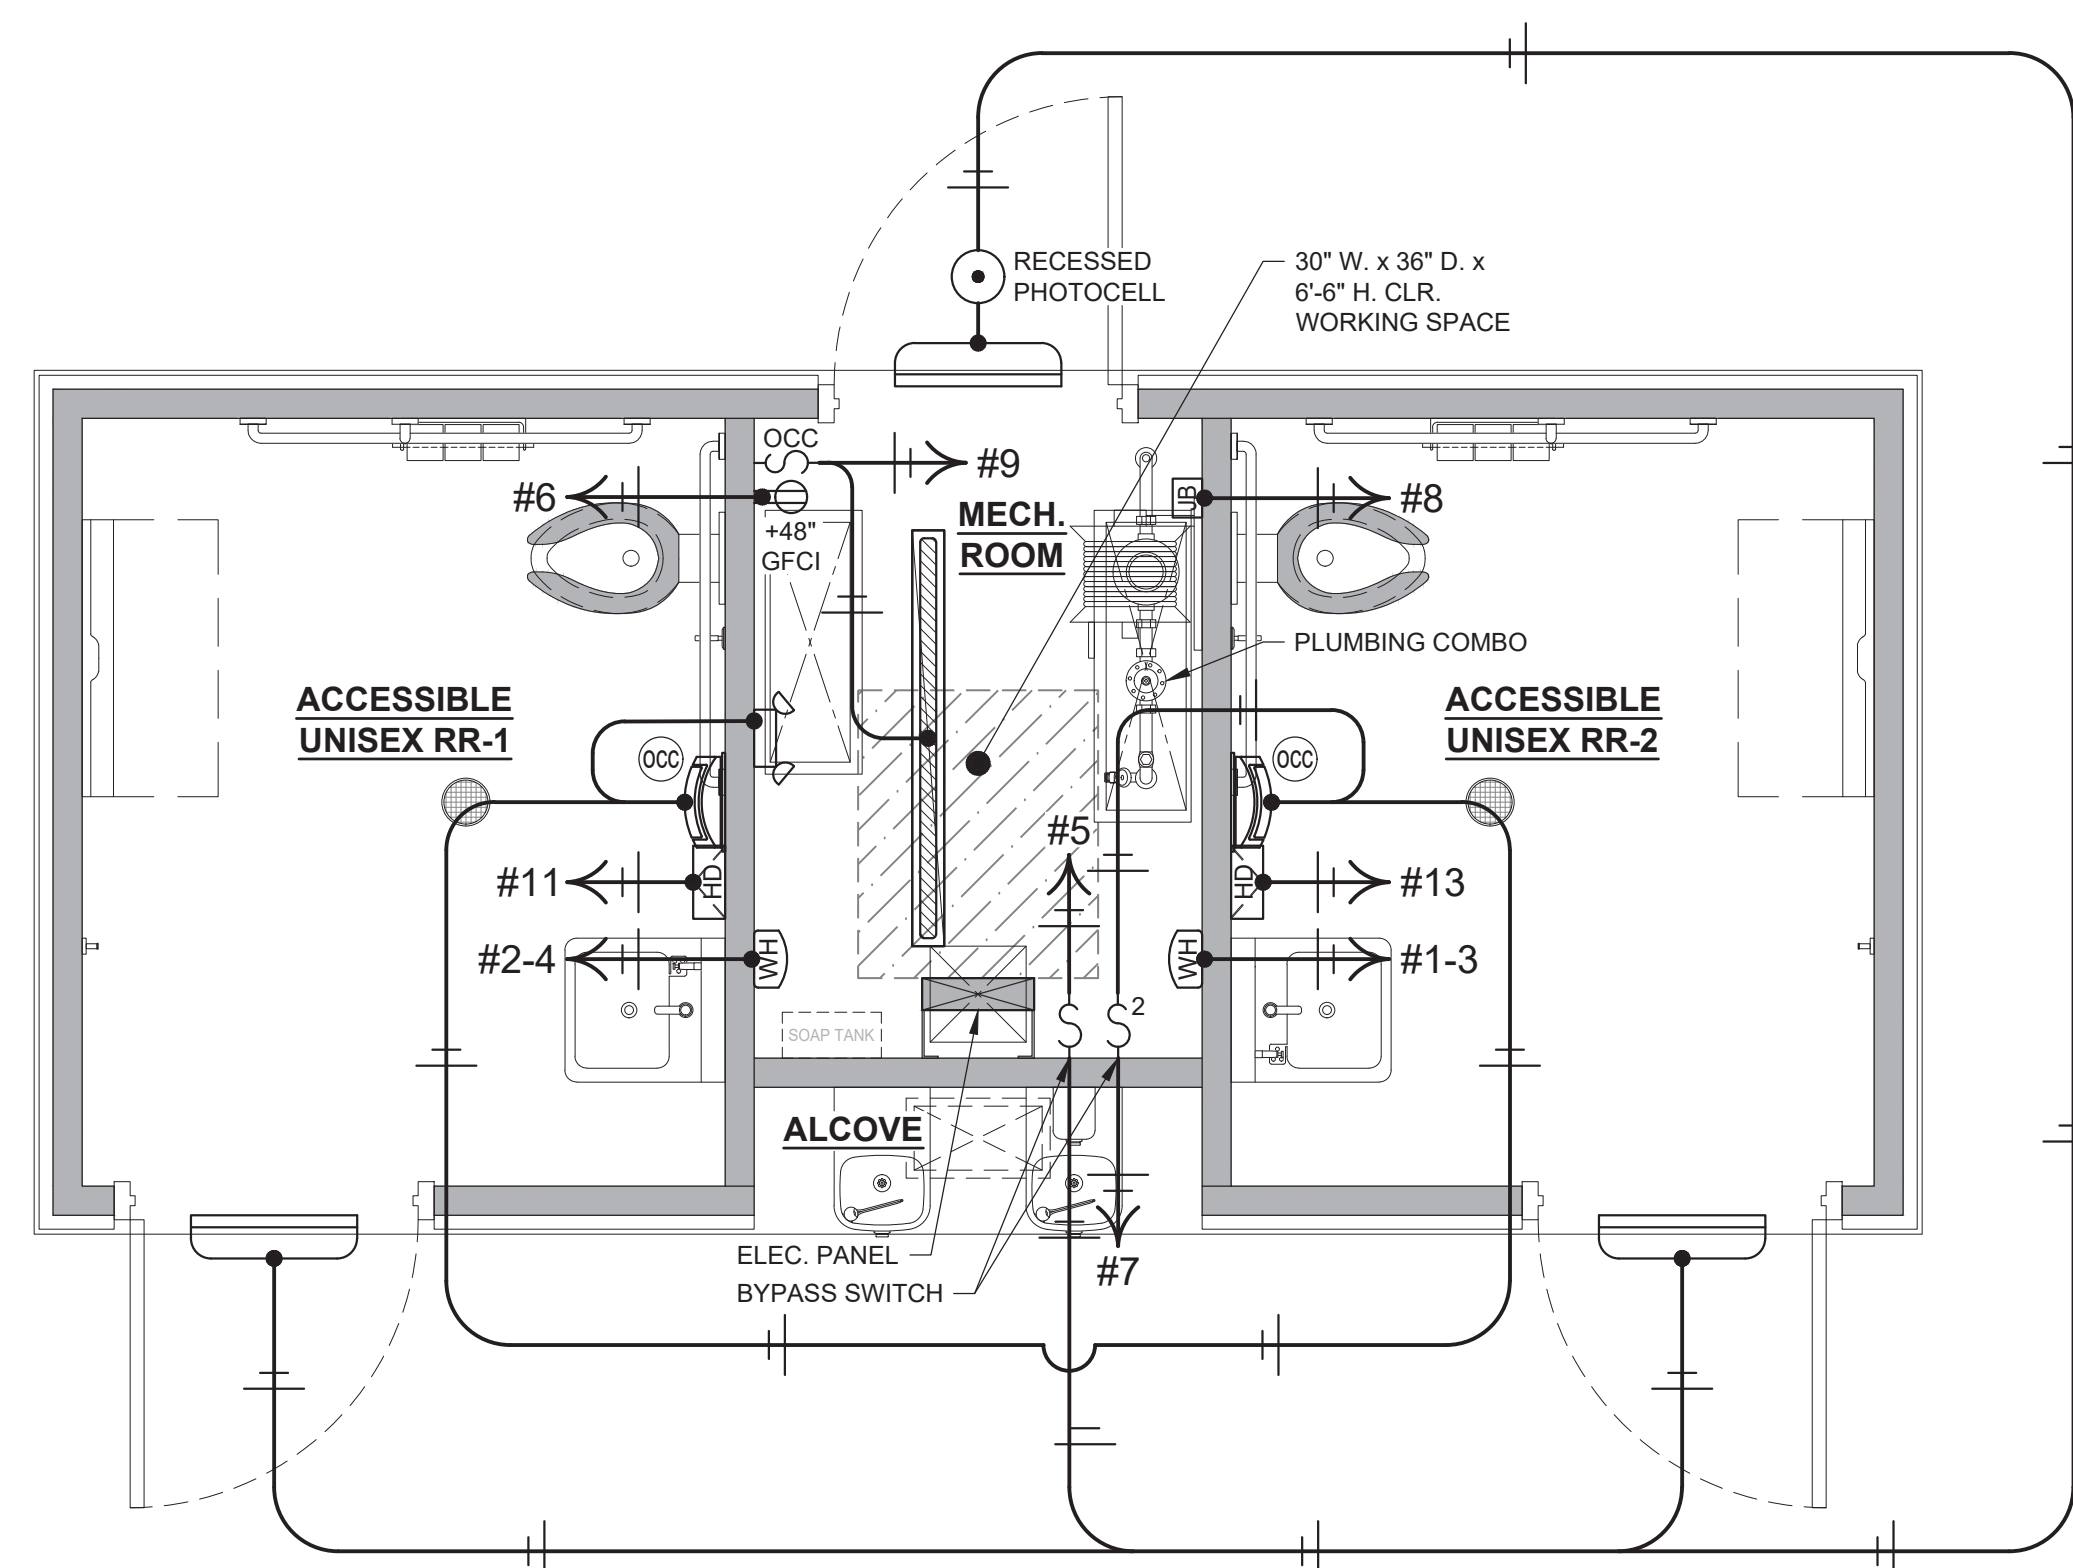 RECESSED
PHOTOCELL
30" W. x 36" D. x
6'-6" H. CLR.
WORKING SPACE
OCC
#9
#6
+48"
GFCI
MECH.
ROOM
JB
#8
PLUMBING COMBO
ACCESSIBLE
UNISEX RR-1
ACCESSIBLE
UNISEX RR-2
OCC
OCC
#5
#11
HD
HD
#13
#2-4
WH
WH
#1-3
2
SOAP TANK
ALCOVE
ELEC. PANEL
BYPASS SWITCH
#7